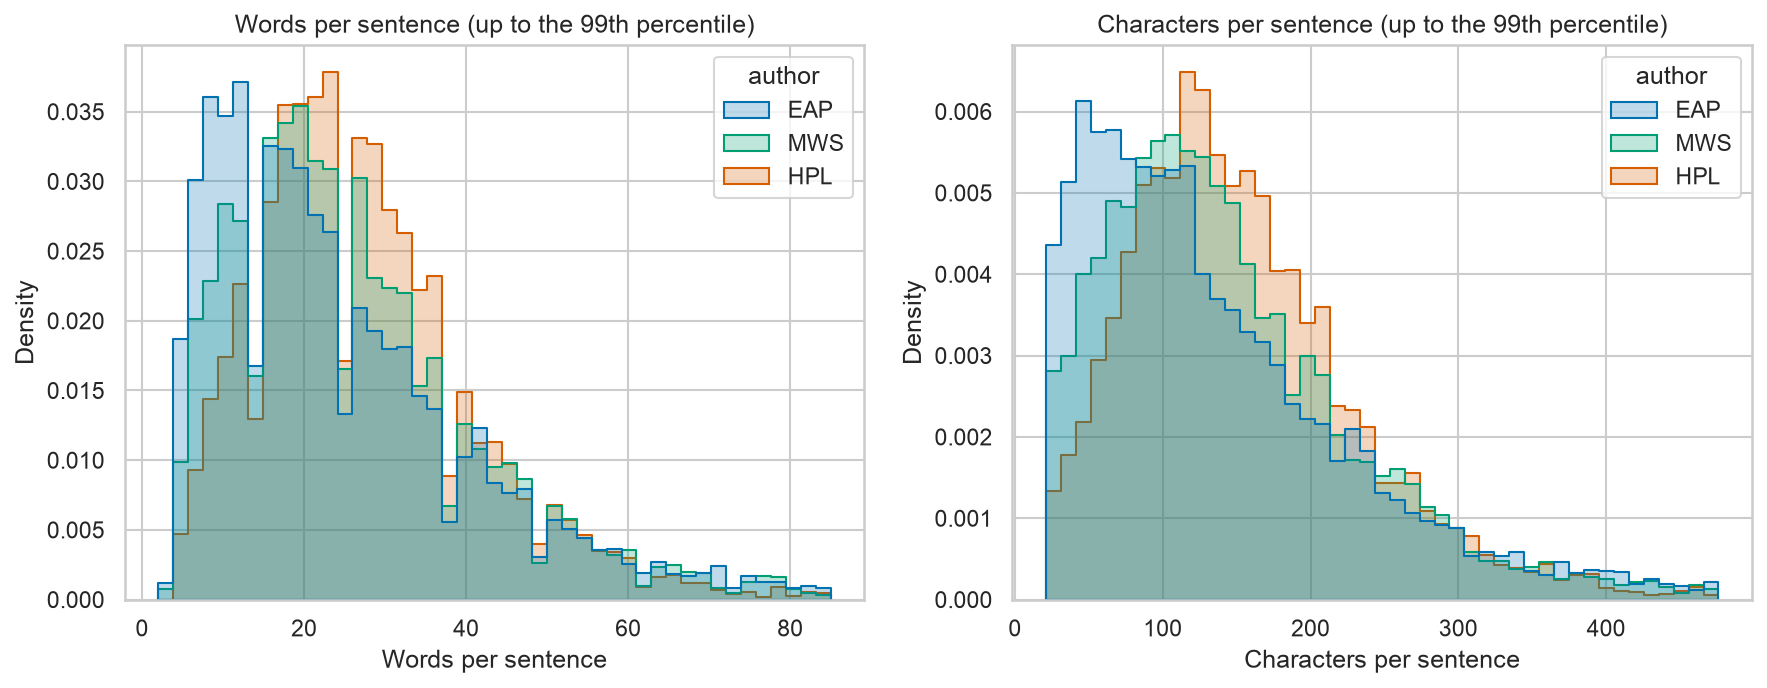 Words per sentence (up to the 99th percentile)
Density
0.035
0.030
0.025
0.020
0.015
0.010
0.005
0.000
0
20
40
60
80
Words per sentence
author
EAP
MWS
HPL
Characters per sentence (up to the 99th percentile)
Density
0.006
0.005
0.004
0.003
0.002
0.001
0.000
0
100
200
300
400
Characters per sentence
author
EAP
MWS
HPL